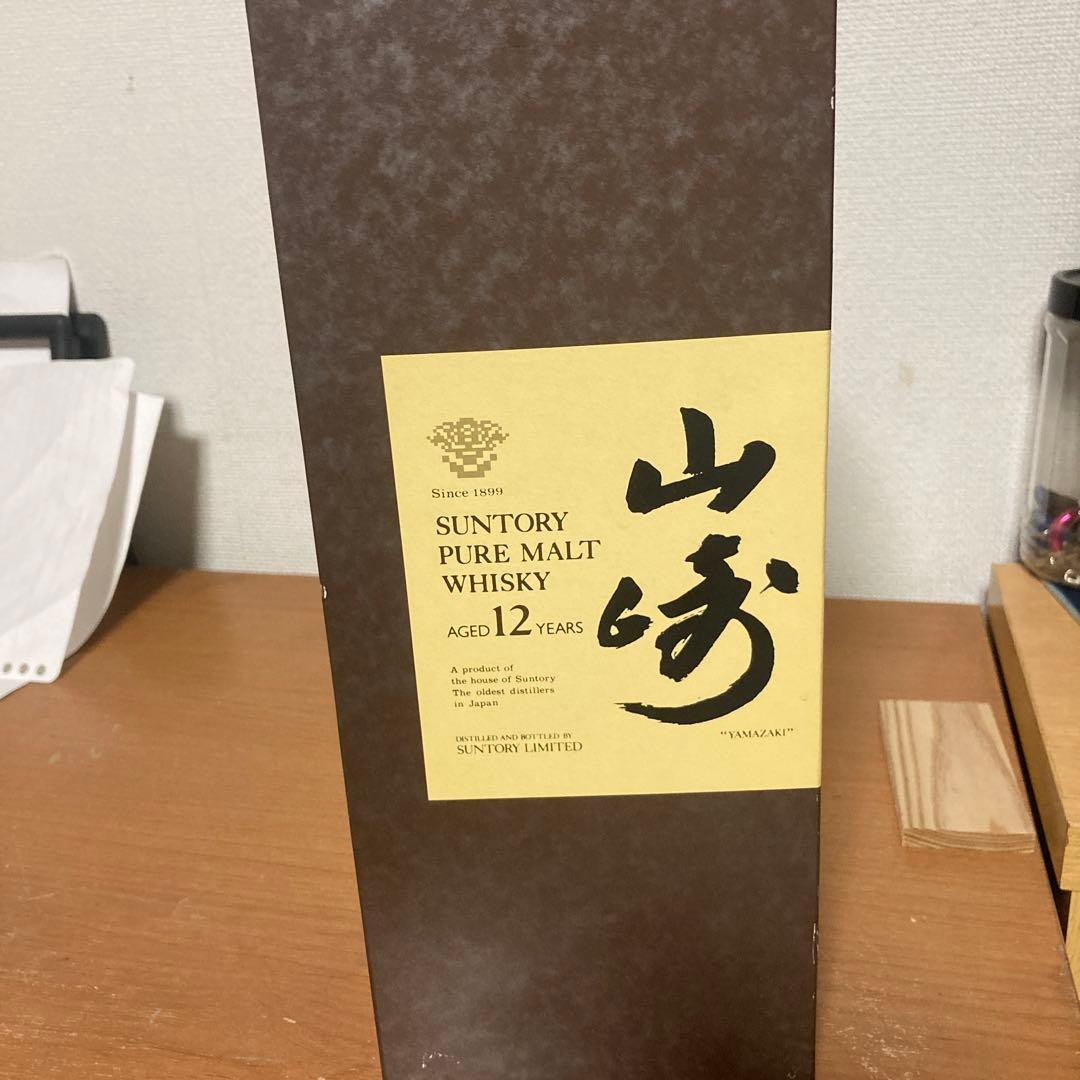 Since 1899
SUNTORY
PURE MALT
WHISKY
AGED 12 YEARS
A product of
the house of Suntory
The oldest distillers
in Japan
DISTILLED AND BOTTLED BY
SUNTORY LIMITED
山崎
"YAMAZAKI"